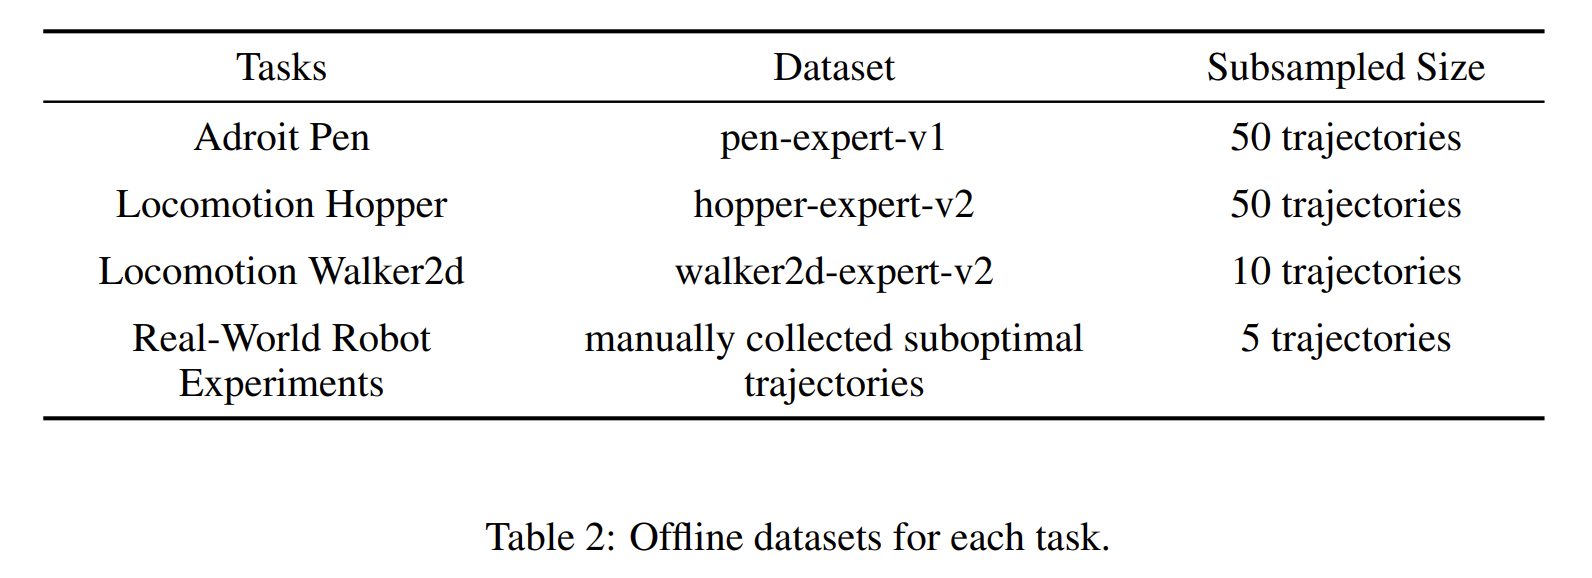 Tasks Dataset Subsampled Size
Adroit Pen pen-expert-v1 50 trajectories
Locomotion Hopper hopper-expert-v2 50 trajectories
Locomotion Walker2d walker2d-expert-v2 10 trajectories
Real-World Robot manually collected suboptimal 5 trajectories
Experiments trajectories
Table 2: Offline datasets for each task.